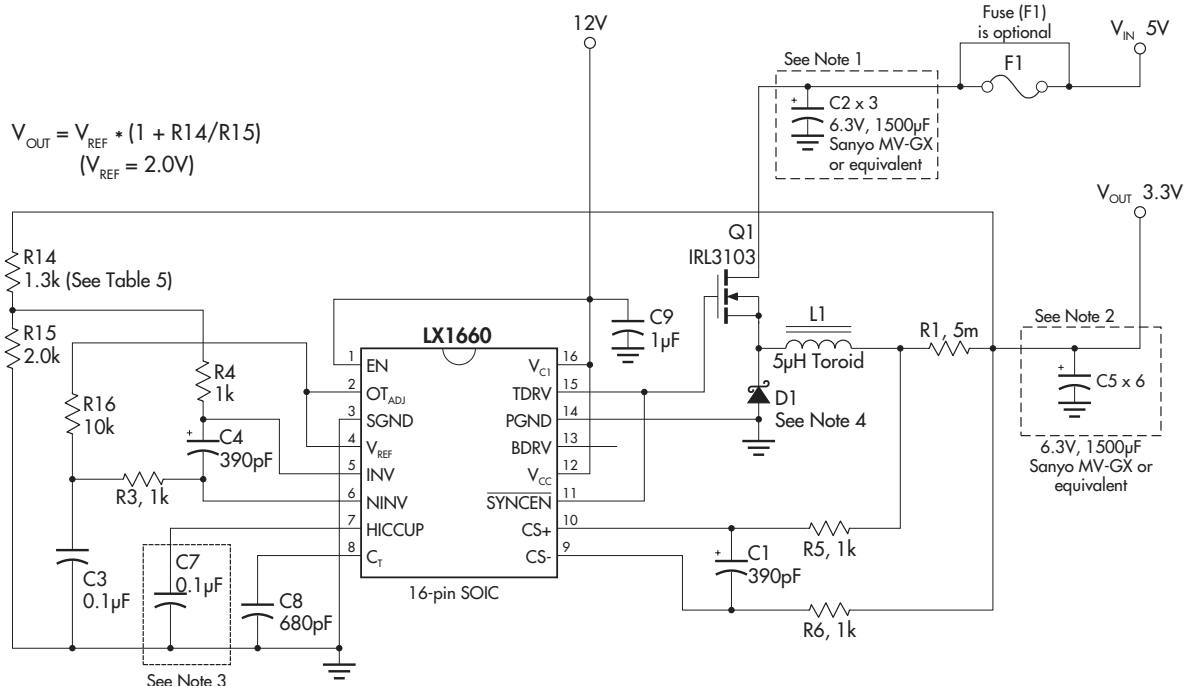 12V
Fuse (F1)
is optional
F1
V_IN 5V
See Note 1
+
C2 x 3
6.3V, 1500µF
Sanyo MV-GX
or equivalent
V_OUT = V_REF * (1 + R14/R15)
(V_REF = 2.0V)
V_OUT 3.3V
Q1
IRL3103
R14
1.3k (See Table 5)
R15
2.0k
R16
10k
R4
1k
+
C4
390pF
R3, 1k
C3
0.1µF
C7
0.1µF
See Note 3
C8
680pF
C9
1µF
LX1660
1 EN
2 OT_ADJ
3 SGND
4 V_REF
5 INV
6 NINV
7 HICCUP
8 C_T
16 V_C1
15 TDRV
14 PGND
13 BDRV
12 V_CC
11 SYNCEN
10 CS+
9 CS-
16-pin SOIC
L1
5µH Toroid
R1, 5m
D1
See Note 4
See Note 2
+
C5 x 6
6.3V, 1500µF
Sanyo MV-GX or
equivalent
+
C1
390pF
R5, 1k
R6, 1k